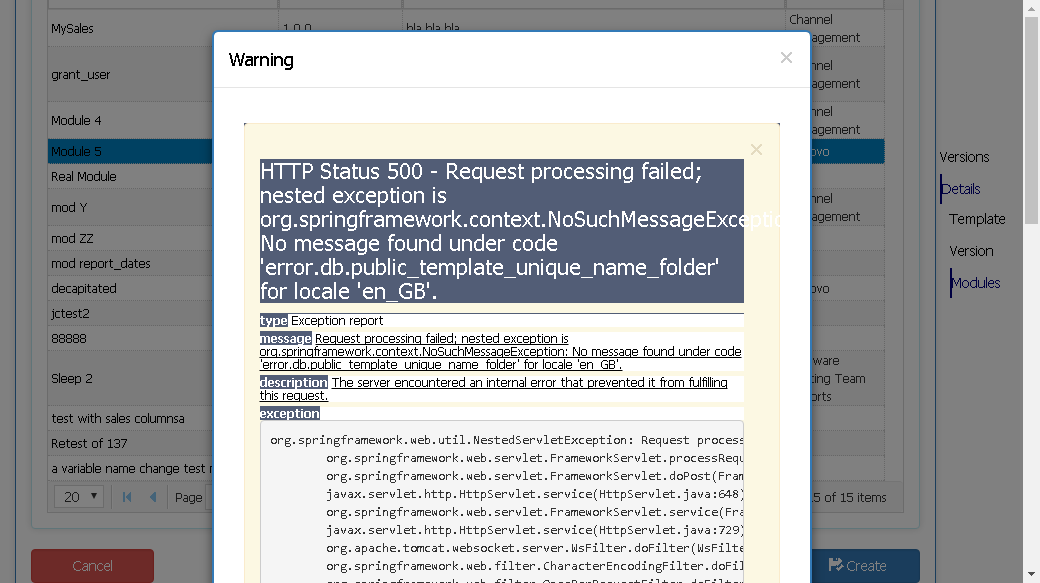 MySales 1.0.0 bla bla bla Channel
agement
Warning ×
grant_user nnel
agement
Module 4 nnel
agement
Module 5 ovo
Real Module
mod Y nnel
agement
mod ZZ
mod report_dates
decapitated ovo
jctest2
88888
Sleep 2 ware
ting Team
orts
test with sales columnsa
Retest of 137
a variable name change test r
20 Page 5 of 15 items
Cancel
Create
×
HTTP Status 500 - Request processing failed;
nested exception is
org.springframework.context.NoSuchMessageExceptio
No message found under code
'error.db.public_template_unique_name_folder'
for locale 'en_GB'.
type Exception report
message Request processing failed; nested exception is
org.springframework.context.NoSuchMessageException: No message found under code
'error.db.public_template_unique_name_folder' for locale 'en_GB'.
description The server encountered an internal error that prevented it from fulfilling
this request.
exception
org.springframework.web.util.NestedServletException: Request process
org.springframework.web.servlet.FrameworkServlet.processRequ
org.springframework.web.servlet.FrameworkServlet.doPost(Fram
javax.servlet.http.HttpServlet.service(HttpServlet.java:648)
org.springframework.web.servlet.FrameworkServlet.service(Fra
javax.servlet.http.HttpServlet.service(HttpServlet.java:729)
org.apache.tomcat.websocket.server.WsFilter.doFilter(WsFilte
org.springframework.web.filter.CharacterEncodingFilter.doFil
Versions
Details
Template
Version
Modules